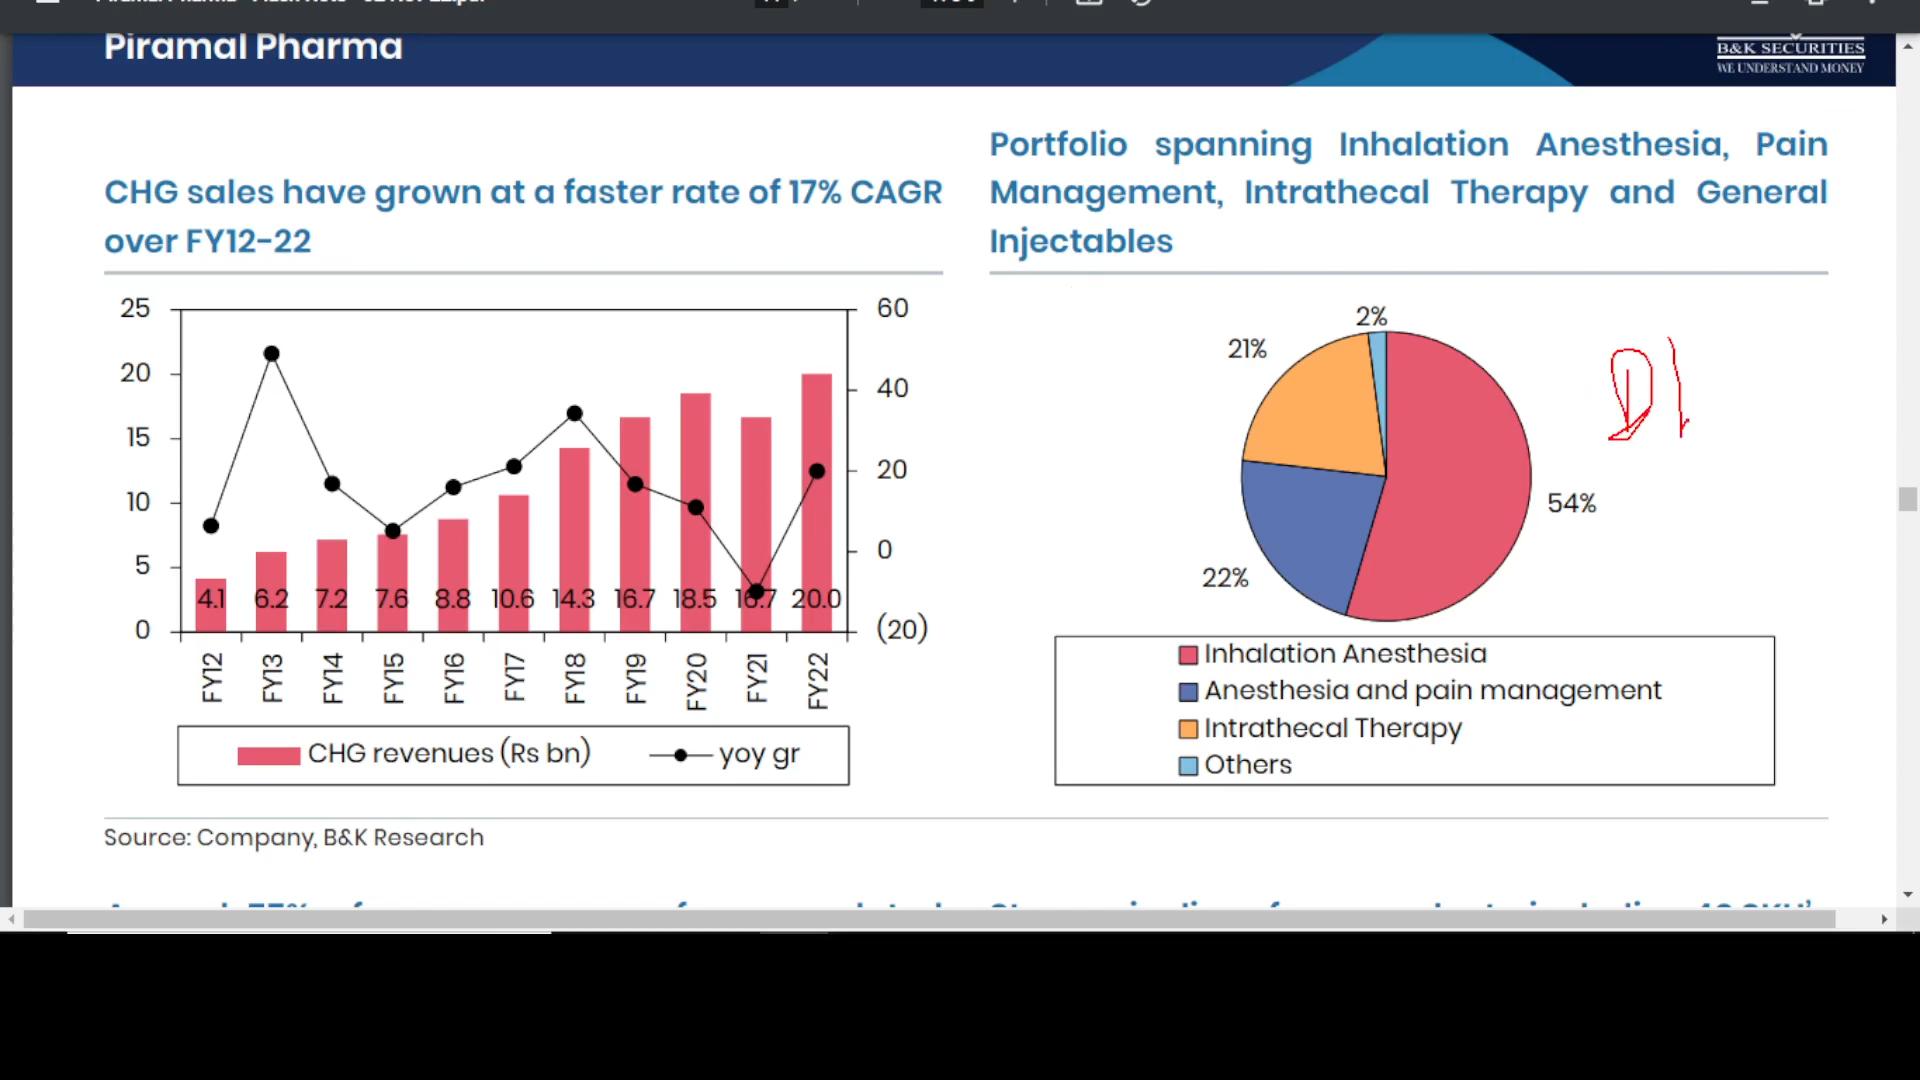 Piramal Pharma
B&K SECURITIES
WE UNDERSTAND MONEY
CHG sales have grown at a faster rate of 17% CAGR
over FY12-22
25
20
15
10
5
0
60
40
20
0
(20)
4.1 6.2 7.2 7.6 8.8 10.6 14.3 16.7 18.5 16.7 20.0
FY12 FY13 FY14 FY15 FY16 FY17 FY18 FY19 FY20 FY21 FY22
CHG revenues (Rs bn) yoy gr
Portfolio spanning Inhalation Anesthesia, Pain
Management, Intrathecal Therapy and General
Injectables
2%
21%
54%
22%
Inhalation Anesthesia
Anesthesia and pain management
Intrathecal Therapy
Others
Source: Company, B&K Research